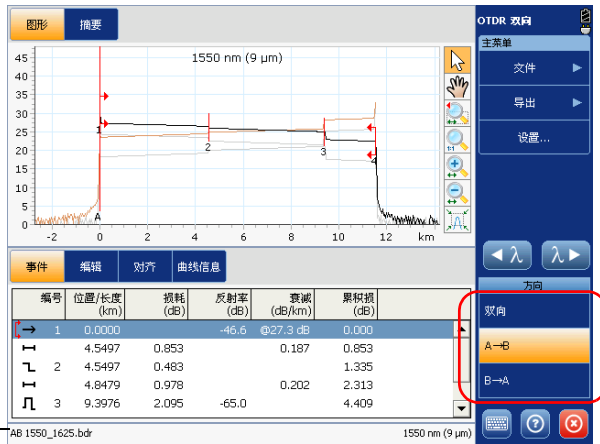 图形 摘要
1550 nm (9 µm)
45
40
35
30
25
20
15
10
5
0
1 2 3 4
A
-2 0 2 4 6 8 10 12 km
1:1
事件 编辑 对齐 曲线信息
编号 位置/长度 (km) 损耗 (dB) 反射率 (dB) 衰减 (dB/km) 累积损 (dB)
1 0.0000 -46.6 @27.3 dB 0.000
4.5497 0.853 0.187 0.853
2 4.5497 0.483 1.335
4.8479 0.978 0.202 2.313
3 9.3976 2.095 -65.0 4.409
AB 1550_1625.bdr 1550 nm (9 µm)
OTDR 双向
主菜单
文件
导出
设置...
λ λ
方向
双向
A→B
B→A